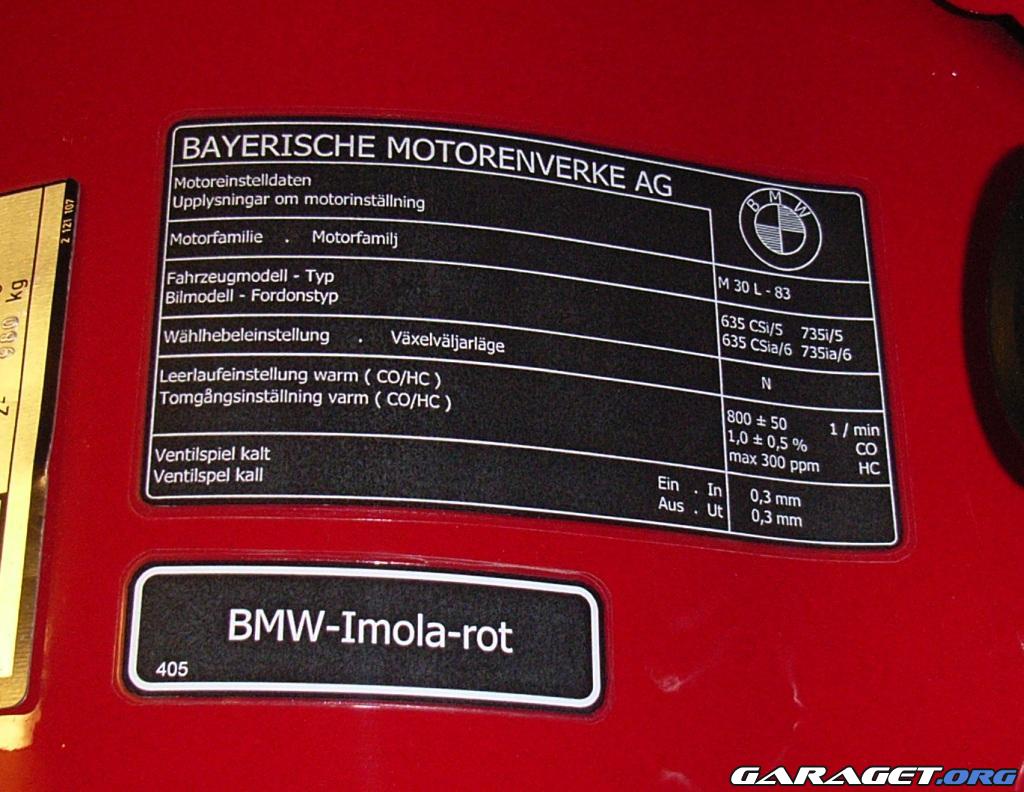 BAYERISCHE MOTORENVERKE AG
BMW
Motoreinstelldaten
Upplysningar om motorinställning
Motorfamilie . Motorfamilj
M 30 L - 83
Fahrzeugmodell - Typ
Bilmodell - Fordonstyp
635 CSi/5 735i/5
635 CSia/6 735ia/6
Wählhebeleinstellung . Växelväljarläge
N
Leerlaufeinstellung warm ( CO/HC )
Tomgångsinställning varm ( CO/HC )
800 ± 50 1 / min
1,0 ± 0,5 % CO
max 300 ppm HC
Ventilspiel kalt
Ventilspel kall
Ein . In 0,3 mm
Aus . Ut 0,3 mm
BMW-Imola-rot
405
2 121 107
kg
GARAGET.ORG